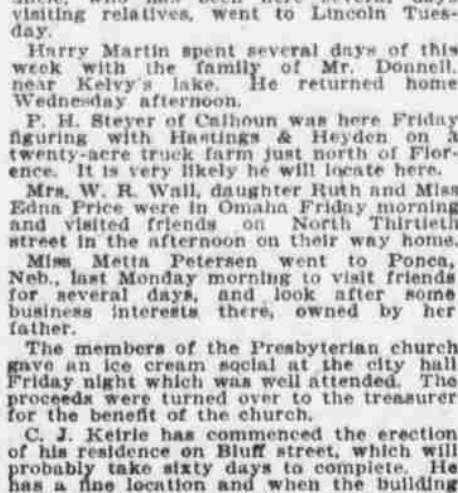 uncle, who has been here several days
visiting relatives, went to Lincoln Tues-
day.
Harry Martin spent several days of this
week with the family of Mr. Donnell,
near Kelvy's lake. He returned home
Wednesday afternoon.
P. H. Steyer of Calhoun was here Friday
figuring with Hastings & Heyden on a
twenty-acre truck farm just north of Flor-
ence. It is very likely he will locate here.
Mrs. W. R. Wall, daughter Ruth and Miss
Edna Price were in Omaha Friday morning
and visited friends on North Thirtieth
street in the afternoon on their way home.
Miss Metta Petersen went to Ponca,
Neb., last Monday morning to visit friends
for several days, and look after some
business interests there, owned by her
father.
The members of the Presbyterian church
gave an ice cream social at the city hall
Friday night which was well attended. The
proceeds were turned over to the treasurer
for the benefit of the church.
C. J. Keirle has commenced the erection
of his residence on Bluff street, which will
probably take sixty days to complete. He
has a fine location and when the building